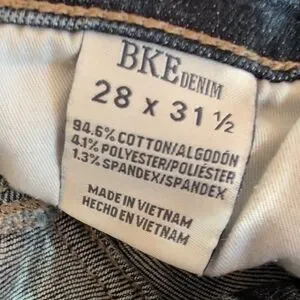 BKE DENIM
28 x 31 ½
94.6% COTTON/ALGODÓN
4.1% POLYESTER/POLIÉSTER
1.3% SPANDEX/SPANDEX
MADE IN VIETNAM
HECHO EN VIETNAM